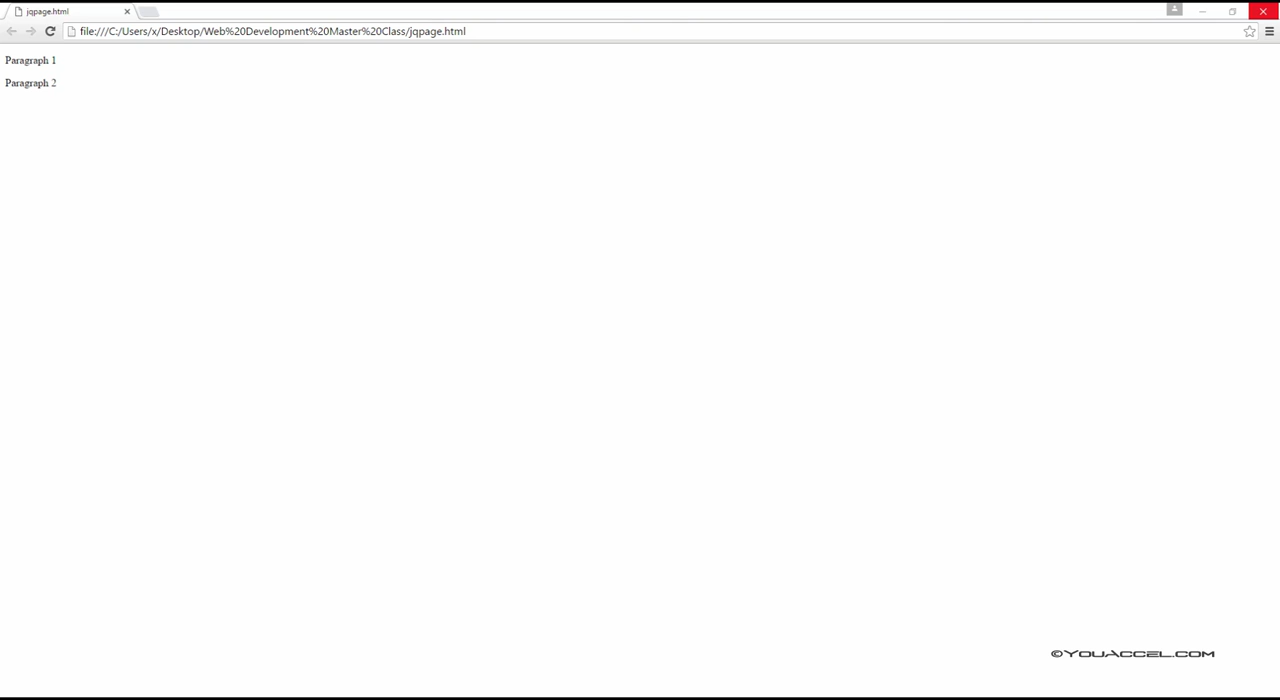 jqpage.html
file:///C:/Users/x/Desktop/Web%20Development%20Master%20Class/jqpage.html
Paragraph 1
Paragraph 2
©YOUACCEL.COM